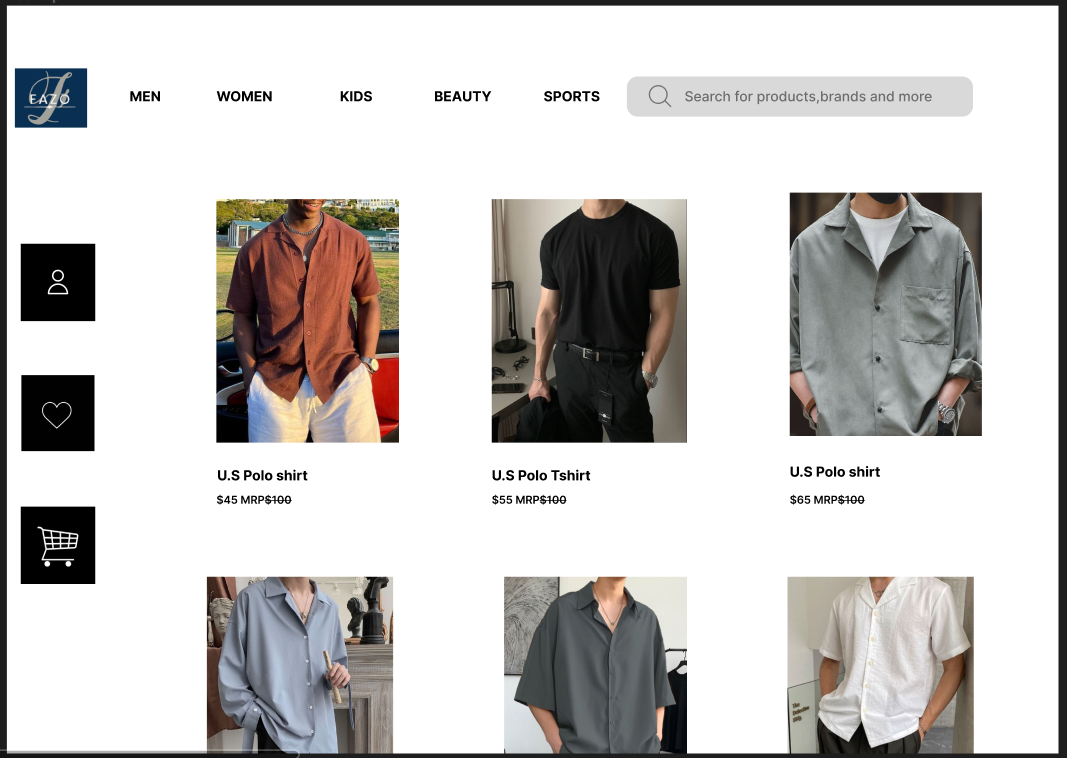 EAZO
MEN WOMEN KIDS BEAUTY SPORTS Search for products,brands and more
U.S Polo shirt
$45 MRP$100
U.S Polo Tshirt
$55 MRP$100
U.S Polo shirt
$65 MRP$100